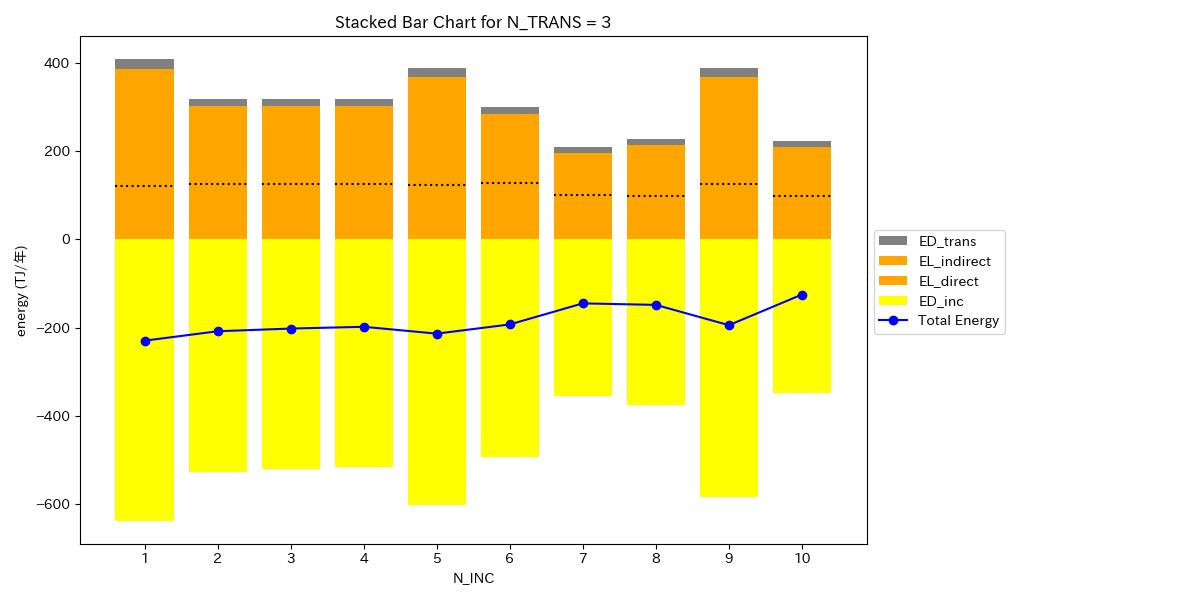 Stacked Bar Chart for N_TRANS = 3
energy (TJ/年)
400
200
0
−200
−400
−600
1 2 3 4 5 6 7 8 9 10
N_INC
ED_trans
EL_indirect
EL_direct
ED_inc
Total Energy